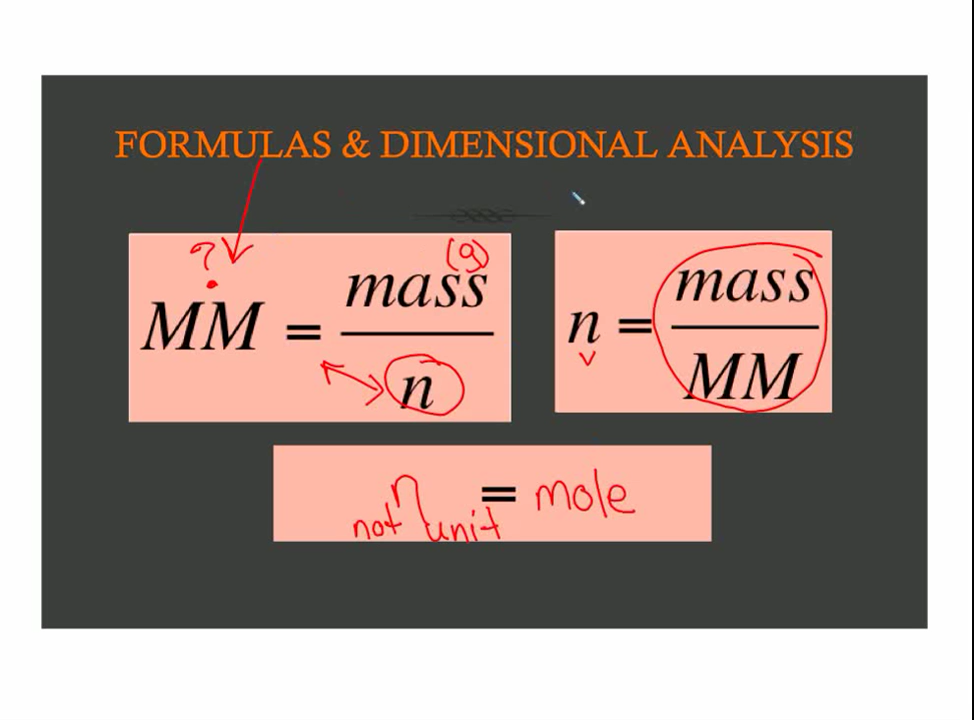 FORMULAS & DIMENSIONAL ANALYSIS
?
(g)
MM = mass / n
n = mass / MM
n = mole
not unit